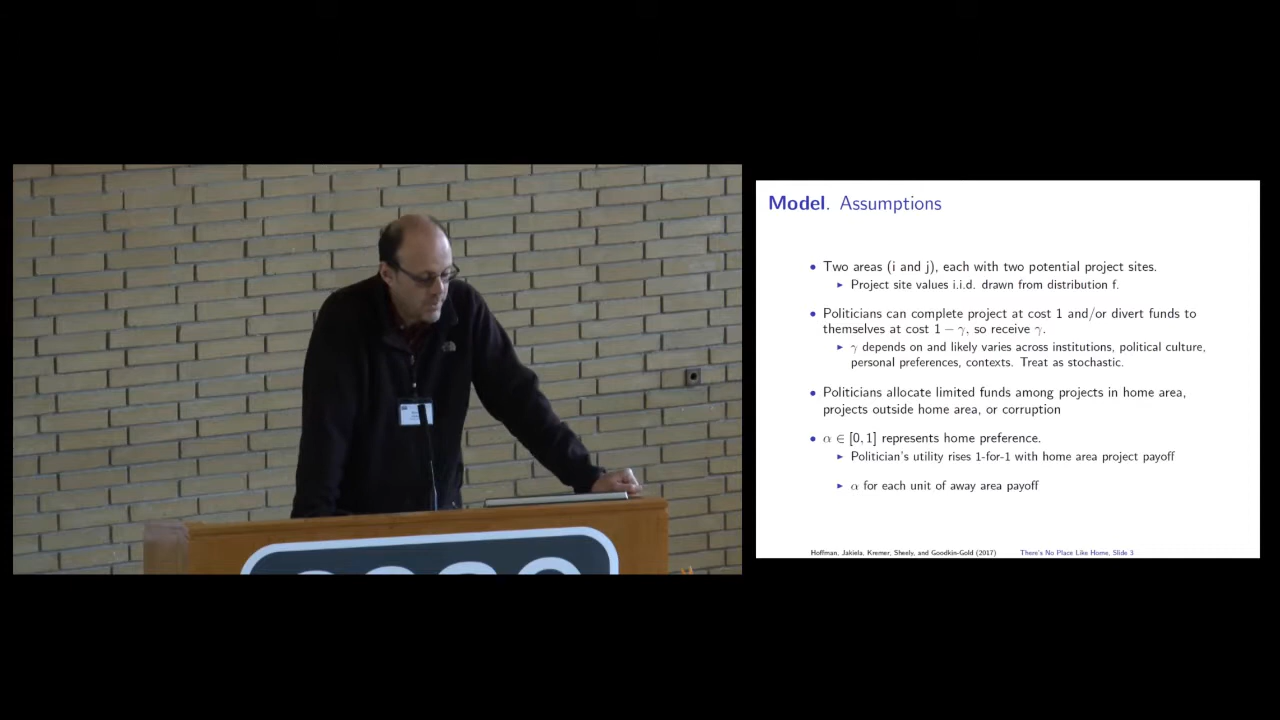 Model. Assumptions
• Two areas (i and j), each with two potential project sites.
▶ Project site values i.i.d. drawn from distribution f.
• Politicians can complete project at cost 1 and/or divert funds to
themselves at cost 1 − γ, so receive γ.
▶ γ depends on and likely varies across institutions, political culture,
personal preferences, contexts. Treat as stochastic.
• Politicians allocate limited funds among projects in home area,
projects outside home area, or corruption
• α ∈ [0, 1] represents home preference.
▶ Politician's utility rises 1-for-1 with home area project payoff
▶ α for each unit of away area payoff
Hoffman, Jakiela, Kremer, Sheely, and Goodkin-Gold (2017) There's No Place Like Home, Slide 3